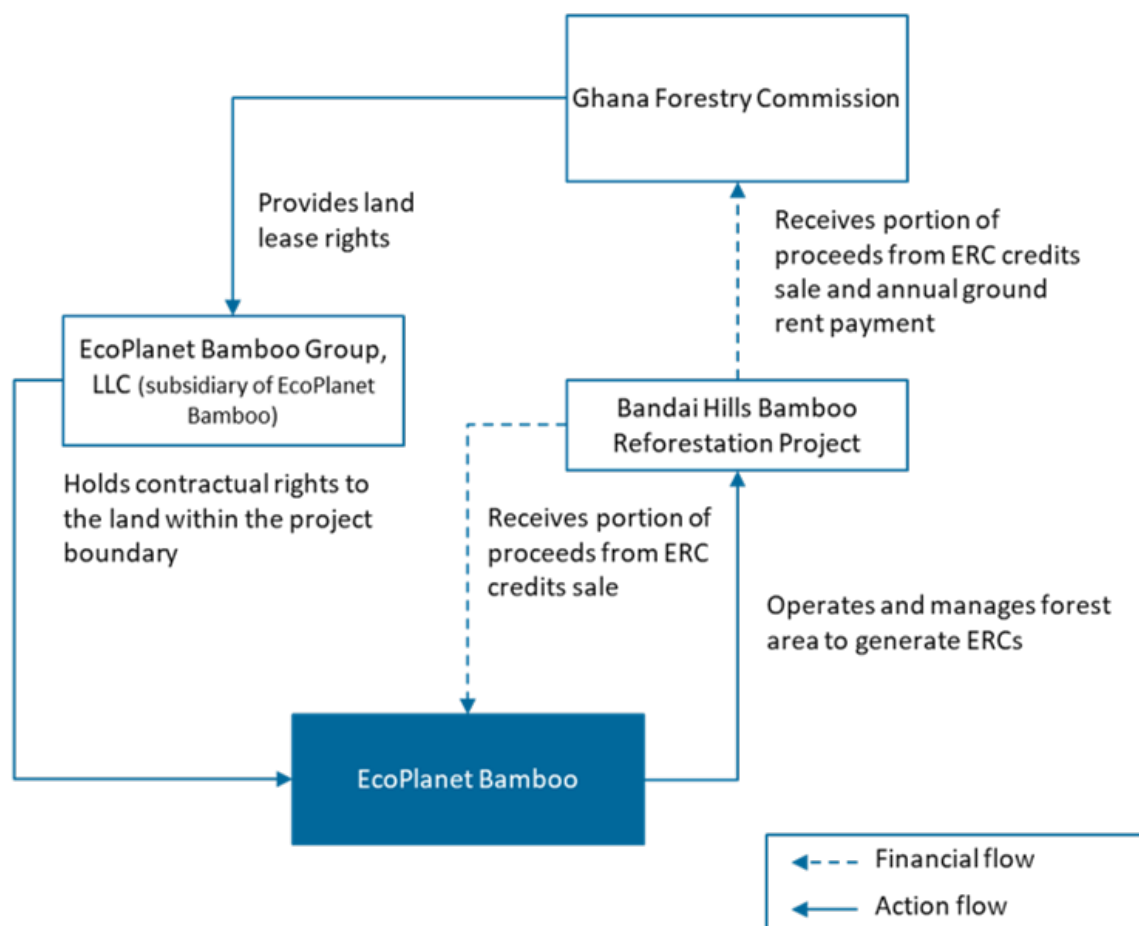 Ghana Forestry Commission
Provides land
lease rights
Receives portion of
proceeds from ERC credits
sale and annual ground
rent payment
EcoPlanet Bamboo Group,
LLC (subsidiary of EcoPlanet
Bamboo)
Bandai Hills Bamboo
Reforestation Project
Holds contractual rights to
the land within the project
boundary
Receives portion of
proceeds from ERC
credits sale
Operates and manages forest
area to generate ERCs
EcoPlanet Bamboo
Financial flow
Action flow